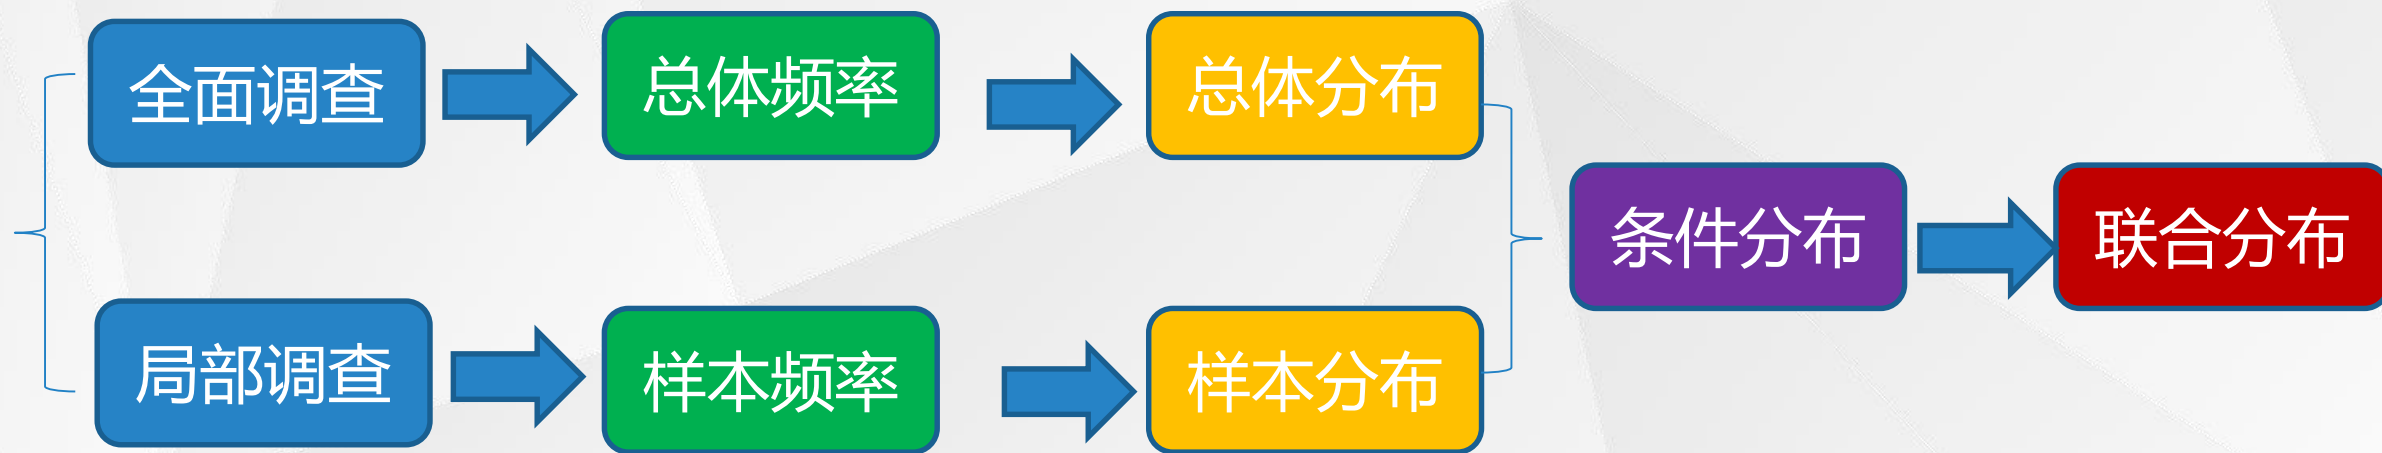 全面调查
总体频率
总体分布
条件分布
联合分布
局部调查
样本频率
样本分布